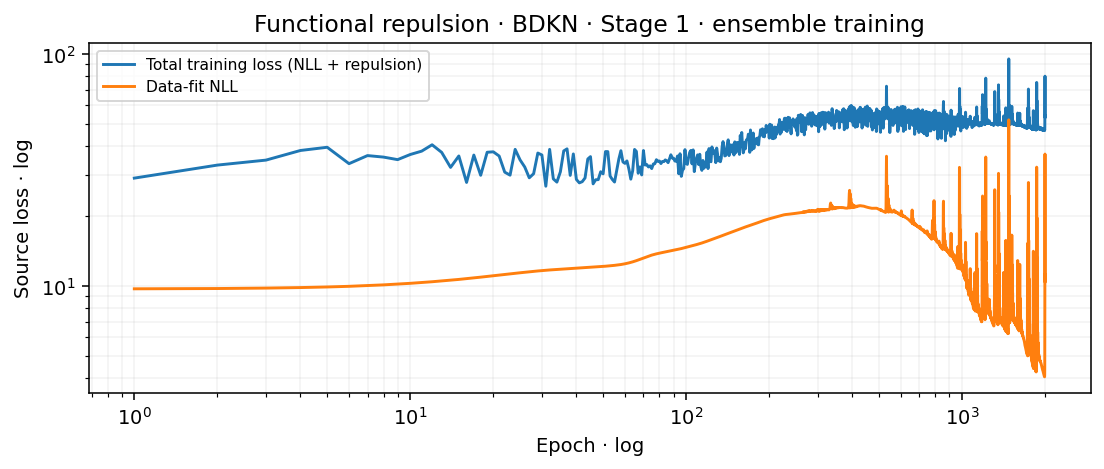 Functional repulsion · BDKN · Stage 1 · ensemble training
Total training loss (NLL + repulsion)
Data-fit NLL
Source loss · log
10²
10¹
10⁰
10¹
10²
10³
Epoch · log